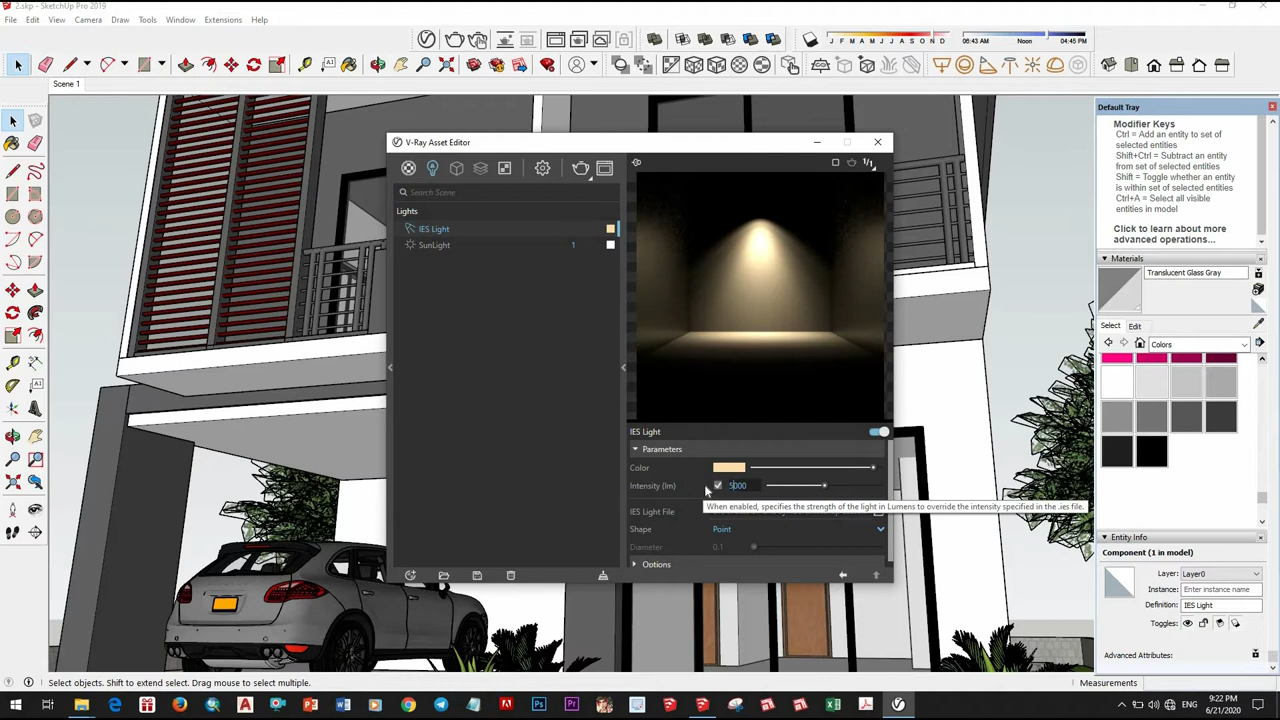 2.skp - SketchUp Pro 2019
File Edit View Camera Draw Tools Window Extensions Help
J F M A M J J A S O N D
06:43 AM Noon 04:45 PM
Scene 1
V-Ray Asset Editor
Search Scene
Lights
IES Light
SunLight 1
1/1
IES Light
Parameters
Color
Intensity (lm) 5000
When enabled, specifies the strength of the light in Lumens to override the intensity specified in the .ies file.
IES Light File
Shape Point
Diameter 0.1
Options
Default Tray
Modifier Keys
Ctrl = Add an entity to set of
selected entities
Shift+Ctrl = Subtract an entity
from set of selected entities
Shift = Toggle whether an entity
is within set of selected entities
Ctrl+A = Select all visible
entities in model
Click to learn about more
advanced operations...
Materials
Translucent Glass Gray
Select Edit
Colors
Entity Info
Component (1 in model)
Layer: Layer0
Instance: Enter instance name
Definition: IES Light
Toggles:
Advanced Attributes:
Select objects. Shift to extend select. Drag mouse to select multiple.
Measurements
9:22 PM
6/21/2020